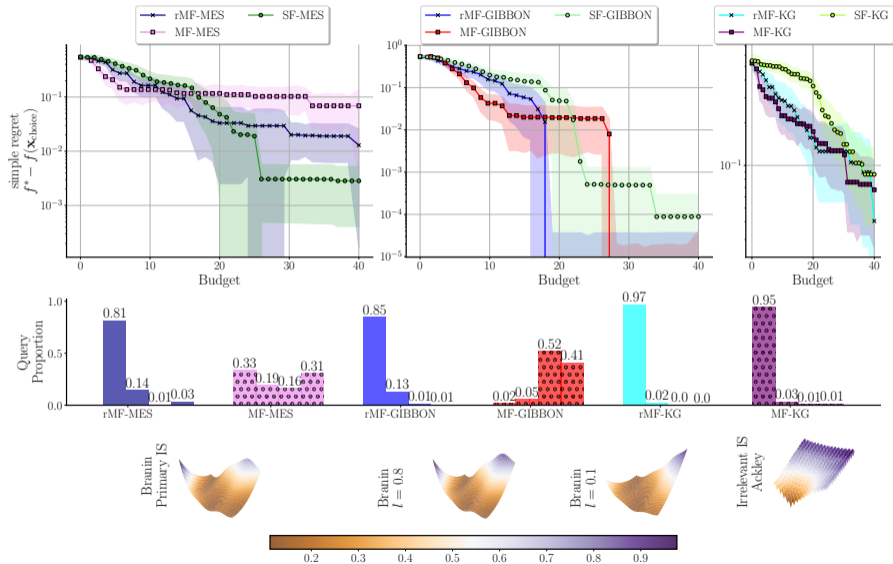 rMF-MES SF-MES
MF-MES
rMF-GIBBON SF-GIBBON
MF-GIBBON
rMF-KG SF-KG
MF-KG
simple regret
f* − f(x_choice)
10⁻¹
10⁻²
10⁻³
0 10 20 30 40
Budget
10⁰
10⁻¹
10⁻²
10⁻³
10⁻⁴
10⁻⁵
0 10 20 30 40
Budget
10⁻¹
0 20 40
Budget
Query
Proportion
1.0
0.5
0.0
0.81 0.14 0.01 0.03
0.33 0.19 0.16 0.31
0.85 0.13 0.01 0.01
0.02 0.05 0.52 0.41
0.97 0.02 0.0 0.0
0.95 0.03 0.01 0.01
rMF-MES MF-MES rMF-GIBBON MF-GIBBON rMF-KG MF-KG
Branin
Primary IS
Branin
l = 0.8
Branin
l = 0.1
Irrelevant IS
Ackley
0.2 0.3 0.4 0.5 0.6 0.7 0.8 0.9